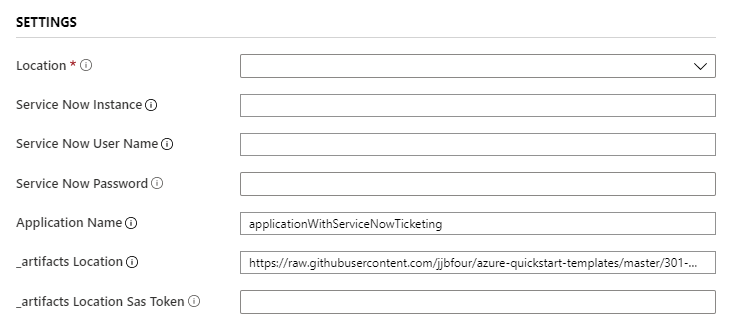 SETTINGS
Location *
Service Now Instance
Service Now User Name
Service Now Password
Application Name applicationWithServiceNowTicketing
_artifacts Location https://raw.githubusercontent.com/jjbfour/azure-quickstart-templates/master/301-...
_artifacts Location Sas Token